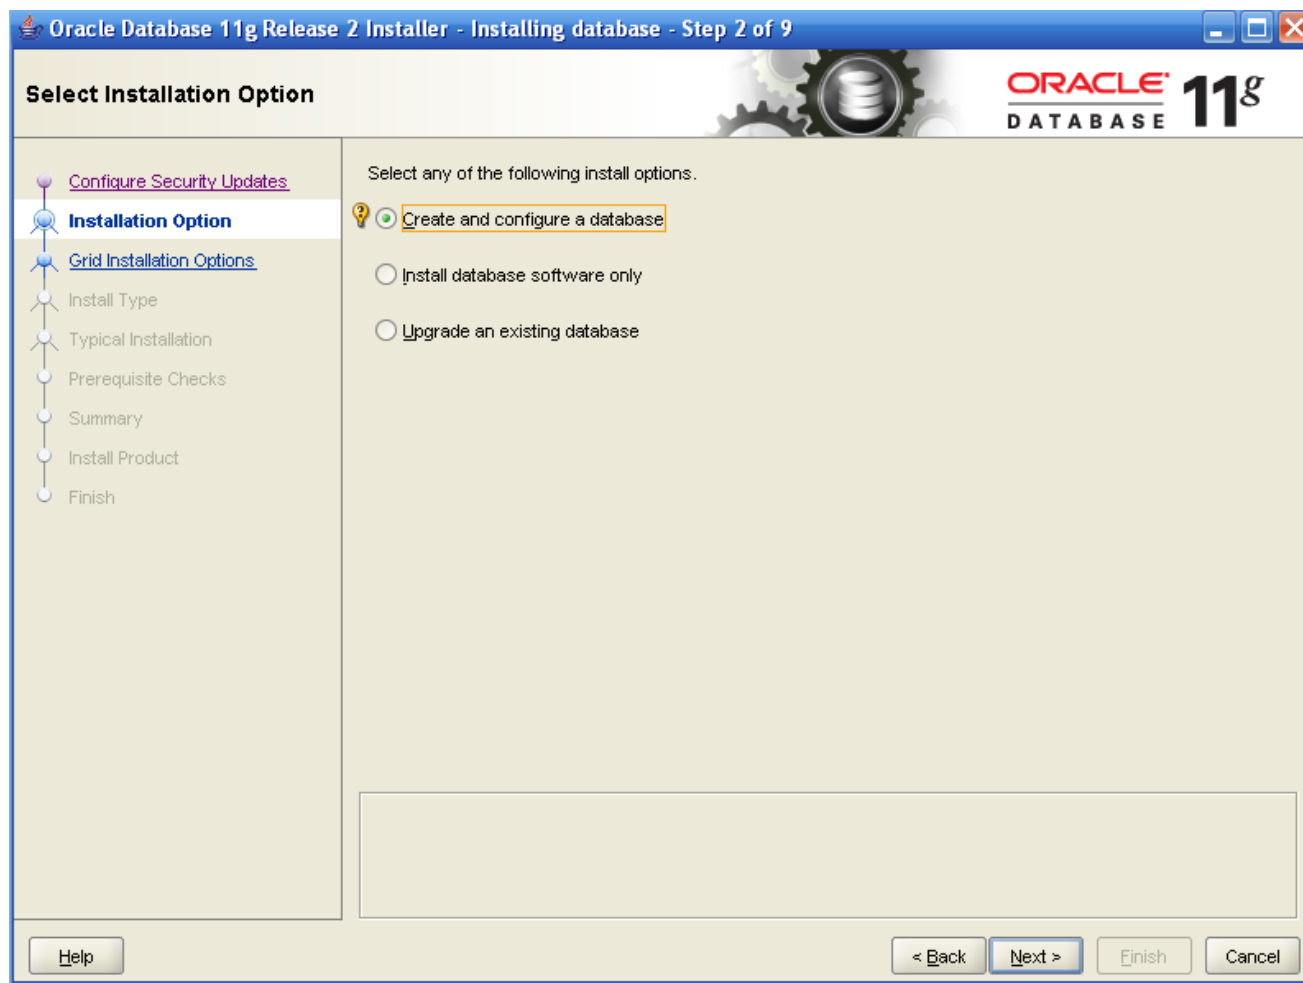 Oracle Database 11g Release 2 Installer - Installing database - Step 2 of 9
Select Installation Option
ORACLE
DATABASE
11g
Configure Security Updates
Installation Option
Grid Installation Options
Install Type
Typical Installation
Prerequisite Checks
Summary
Install Product
Finish
Select any of the following install options.
Create and configure a database
Install database software only
Upgrade an existing database
Help
< Back
Next >
Finish
Cancel